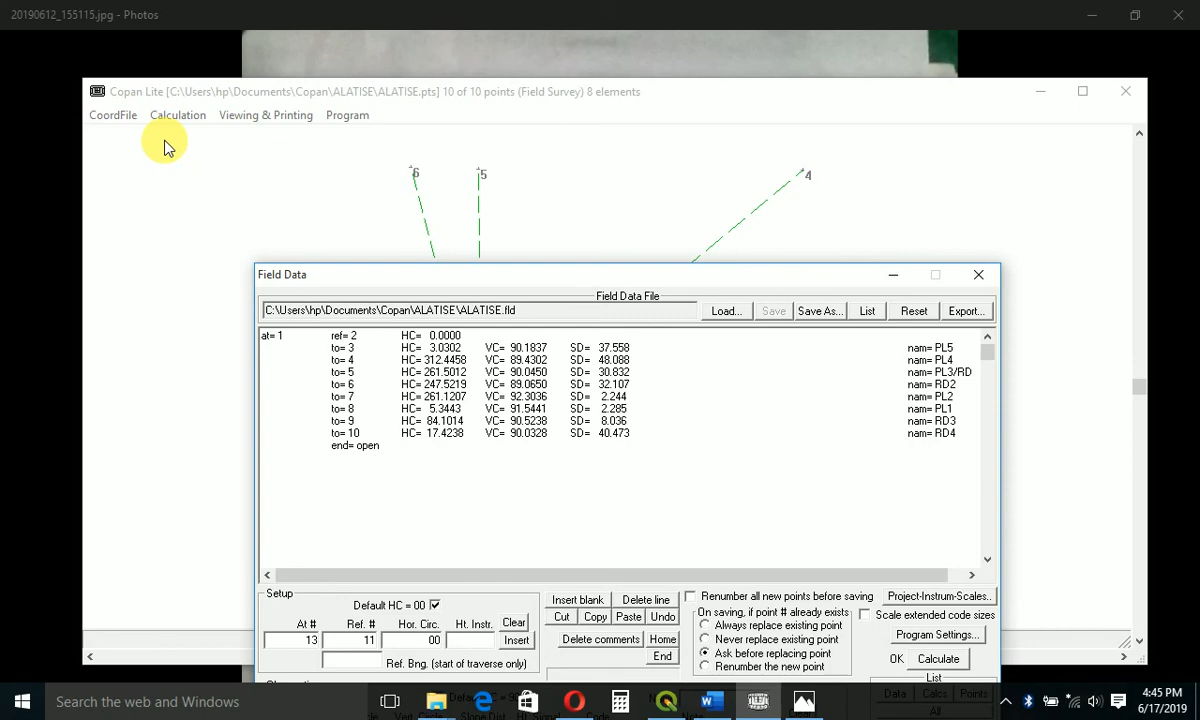 20190612_155115.jpg - Photos
Copan Lite [C:\Users\hp\Documents\Copan\ALATISE\ALATISE.pts] 10 of 10 points (Field Survey) 8 elements
CoordFile Calculation Viewing & Printing Program
6 5 4
Field Data
Field Data File
C:\Users\hp\Documents\Copan\ALATISE\ALATISE.fld Load... Save Save As... List Reset Export...
at= 1 ref= 2 HC= 0.0000
to= 3 HC= 3.0302 VC= 90.1837 SD= 37.558 nam= PL5
to= 4 HC= 312.4458 VC= 89.4302 SD= 48.088 nam= PL4
to= 5 HC= 261.5012 VC= 90.0450 SD= 30.832 nam= PL3/RD
to= 6 HC= 247.5219 VC= 89.0650 SD= 32.107 nam= RD2
to= 7 HC= 261.1207 VC= 92.3036 SD= 2.244 nam= PL2
to= 8 HC= 5.3443 VC= 91.5441 SD= 2.285 nam= PL1
to= 9 HC= 84.1014 VC= 90.5238 SD= 8.036 nam= RD3
to= 10 HC= 17.4238 VC= 90.0328 SD= 40.473 nam= RD4
end= open
Setup
Default HC = 00
At # Ref. # Hor. Circ. Ht. Instr. Clear
13 11 00 Insert
Ref. Bng. (start of traverse only)
Insert blank Delete line
Cut Copy Paste Undo
Delete comments Home
End
Renumber all new points before saving
On saving, if point # already exists
Always replace existing point
Never replace existing point
Ask before replacing point
Renumber the new point
Project-Instrum-Scales..
Scale extended code sizes
Program Settings...
OK Calculate
List
Data Calcs Points
All
Search the web and Windows
4:45 PM
6/17/2019